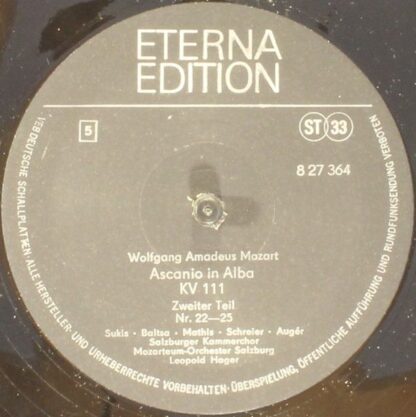 ETERNA
EDITION
5
ST 33
8 27 364
Wolfgang Amadeus Mozart
Ascanio in Alba
KV 111
Zweiter Teil
Nr. 22—25
Sukis · Baltsa · Mathis · Schreier · Augér
Salzburger Kammerchor
Mozarteum-Orchester Salzburg
Leopold Hager
VEB DEUTSCHE SCHALLPLATTEN ALLE HERSTELLER- UND URHEBERRECHTE VORBEHALTEN · ÜBERSPIELUNG, ÖFFENTLICHE AUFFÜHRUNG UND RUNDFUNKSENDUNG VERBOTEN